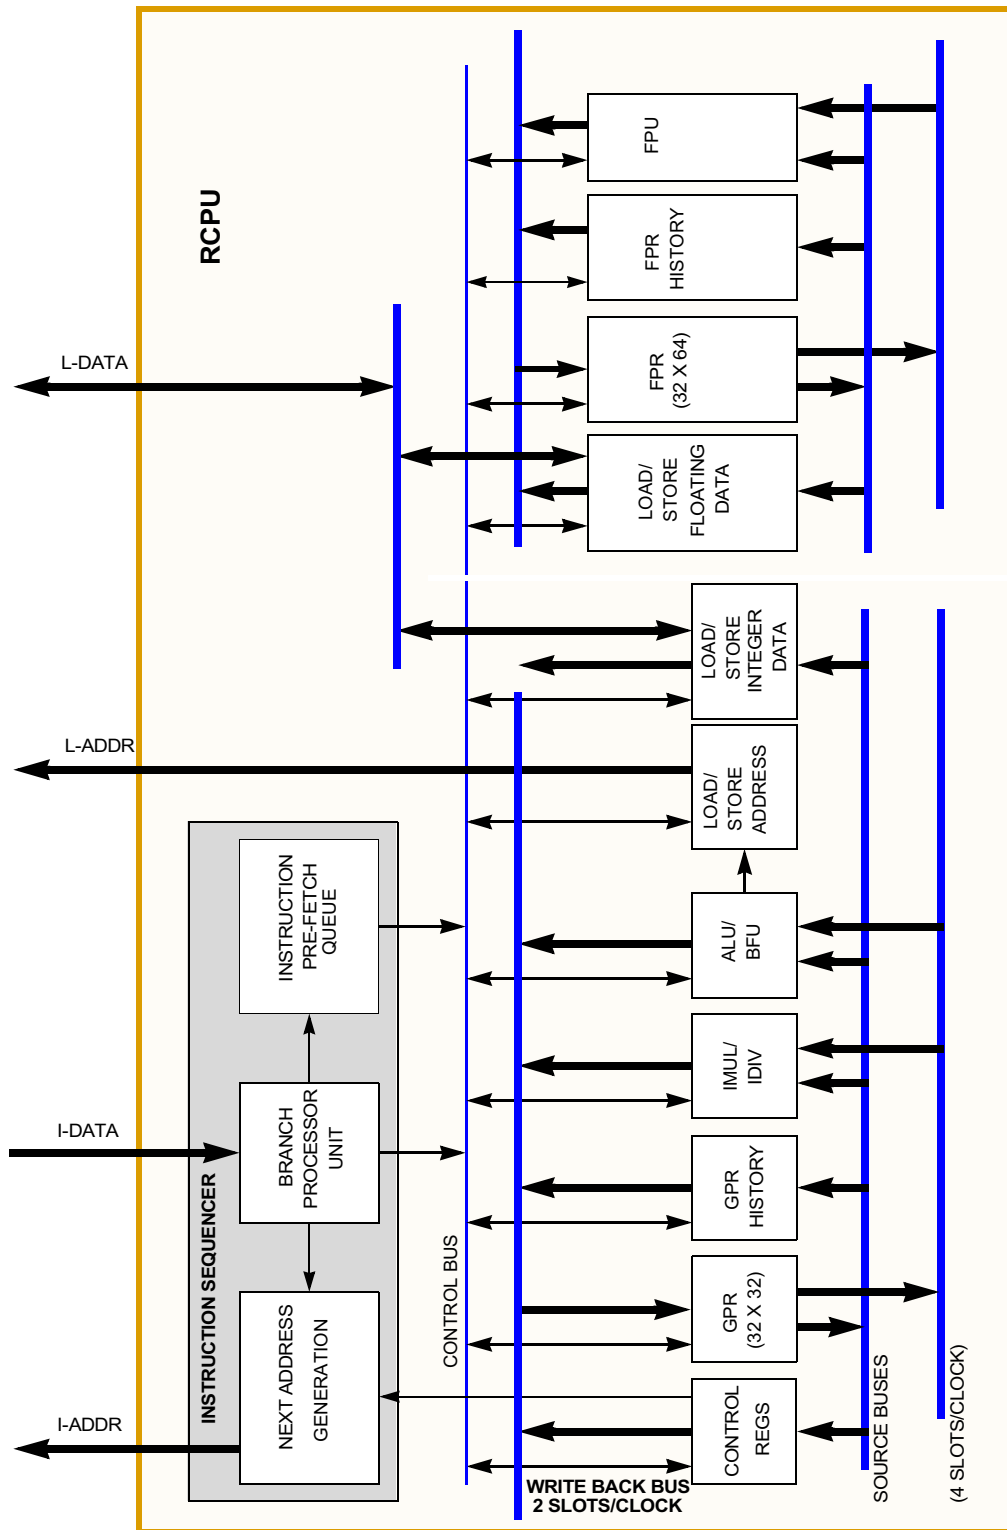 RCPU
I-ADDR
I-DATA
L-ADDR
L-DATA
INSTRUCTION SEQUENCER
NEXT ADDRESS
GENERATION
BRANCH
PROCESSOR
UNIT
INSTRUCTION
PRE-FETCH
QUEUE
CONTROL BUS
WRITE BACK BUS
2 SLOTS/CLOCK
CONTROL
REGS
GPR
(32 X 32)
GPR
HISTORY
IMUL/
IDIV
ALU/
BFU
LOAD/
STORE
ADDRESS
LOAD/
STORE
INTEGER
DATA
LOAD/
STORE
FLOATING
DATA
FPR
(32 X 64)
FPR
HISTORY
FPU
SOURCE BUSES
(4 SLOTS/CLOCK)